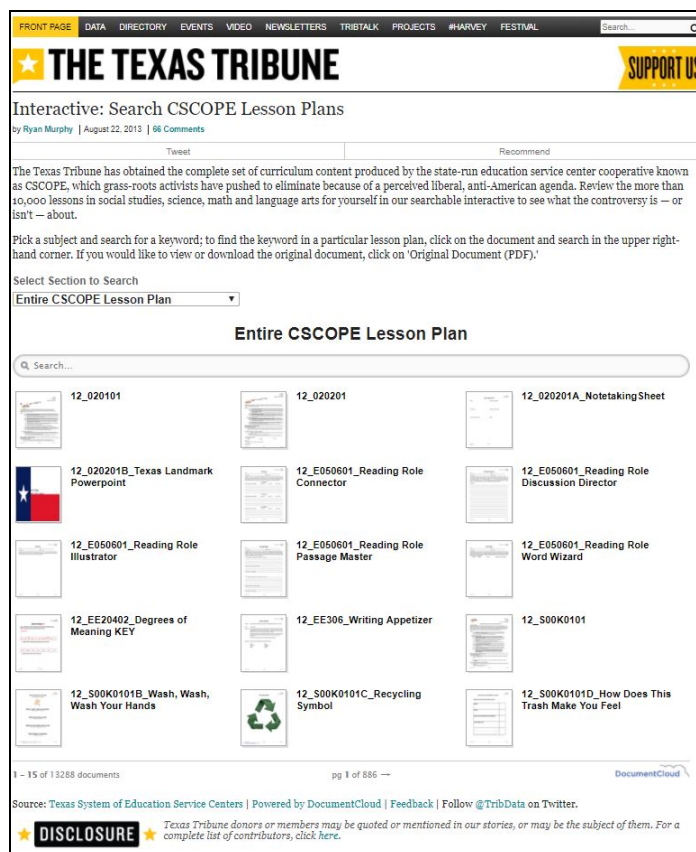 FRONT PAGE DATA DIRECTORY EVENTS VIDEO NEWSLETTERS TRIBTALK PROJECTS #HARVEY FESTIVAL Search...
THE TEXAS TRIBUNE
SUPPORT US
Interactive: Search CSCOPE Lesson Plans
by Ryan Murphy | August 22, 2013 | 66 Comments
Tweet Recommend
The Texas Tribune has obtained the complete set of curriculum content produced by the state-run education service center cooperative known
as CSCOPE, which grass-roots activists have pushed to eliminate because of a perceived liberal, anti-American agenda. Review the more than
10,000 lessons in social studies, science, math and language arts for yourself in our searchable interactive to see what the controversy is — or
isn't — about.
Pick a subject and search for a keyword; to find the keyword in a particular lesson plan, click on the document and search in the upper right-
hand corner. If you would like to view or download the original document, click on 'Original Document (PDF).'
Select Section to Search
Entire CSCOPE Lesson Plan
Entire CSCOPE Lesson Plan
Search...
12_020101
12_020201
12_020201A_NotetakingSheet
12_020201B_Texas Landmark
Powerpoint
12_E050601_Reading Role
Connector
12_E050601_Reading Role
Discussion Director
12_E050601_Reading Role
Illustrator
12_E050601_Reading Role
Passage Master
12_E050601_Reading Role
Word Wizard
12_EE20402_Degrees of
Meaning KEY
12_EE306_Writing Appetizer
12_S00K0101
12_S00K0101B_Wash, Wash,
Wash Your Hands
12_S00K0101C_Recycling
Symbol
12_S00K0101D_How Does This
Trash Make You Feel
1 – 15 of 13288 documents pg 1 of 886 → DocumentCloud
Source: Texas System of Education Service Centers | Powered by DocumentCloud | Feedback | Follow @TribData on Twitter.
DISCLOSURE
Texas Tribune donors or members may be quoted or mentioned in our stories, or may be the subject of them. For a
complete list of contributors, click here.